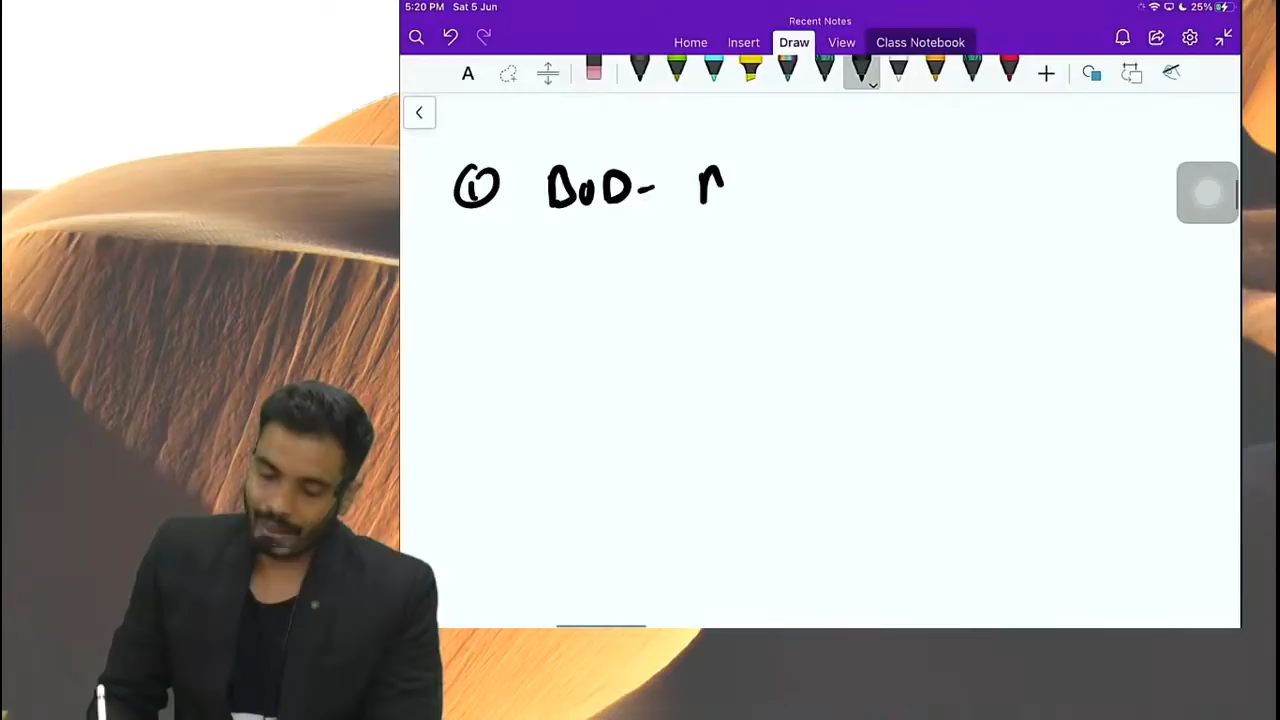 5:20 PM Sat 5 Jun
25%
Recent Notes
Home Insert Draw View Class Notebook
A
① BOD- n